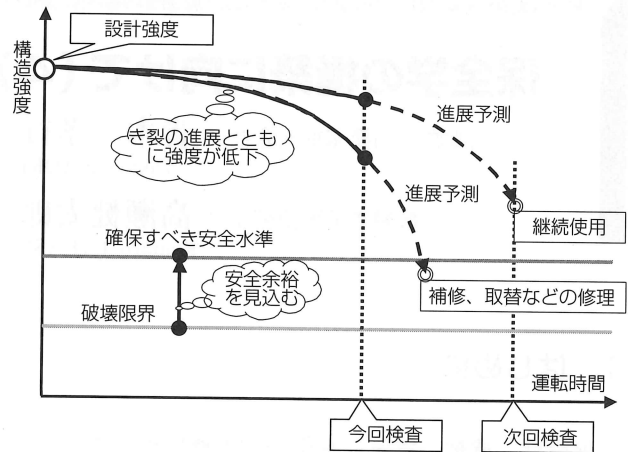 設計強度
構造強度
進展予測
き裂の進展ととも
に強度が低下
進展予測
継続使用
確保すべき安全水準
安全余裕
を見込む
補修、取替などの修理
破壊限界
運転時間
今回検査
次回検査